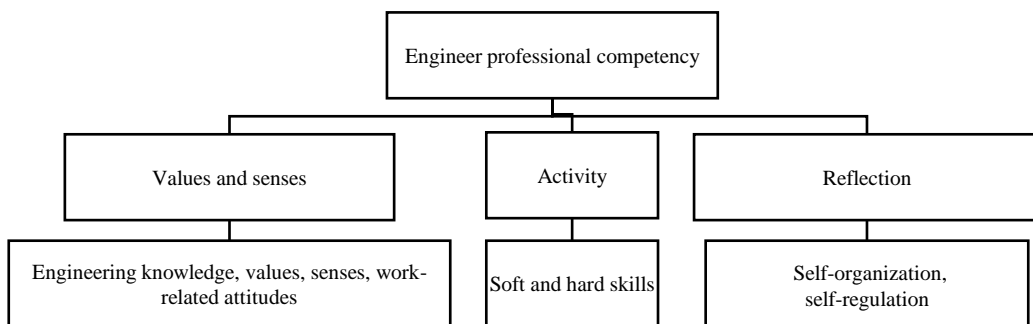 Engineer professional competency
Values and senses
Activity
Reflection
Engineering knowledge, values, senses, work-
related attitudes
Soft and hard skills
Self-organization,
self-regulation